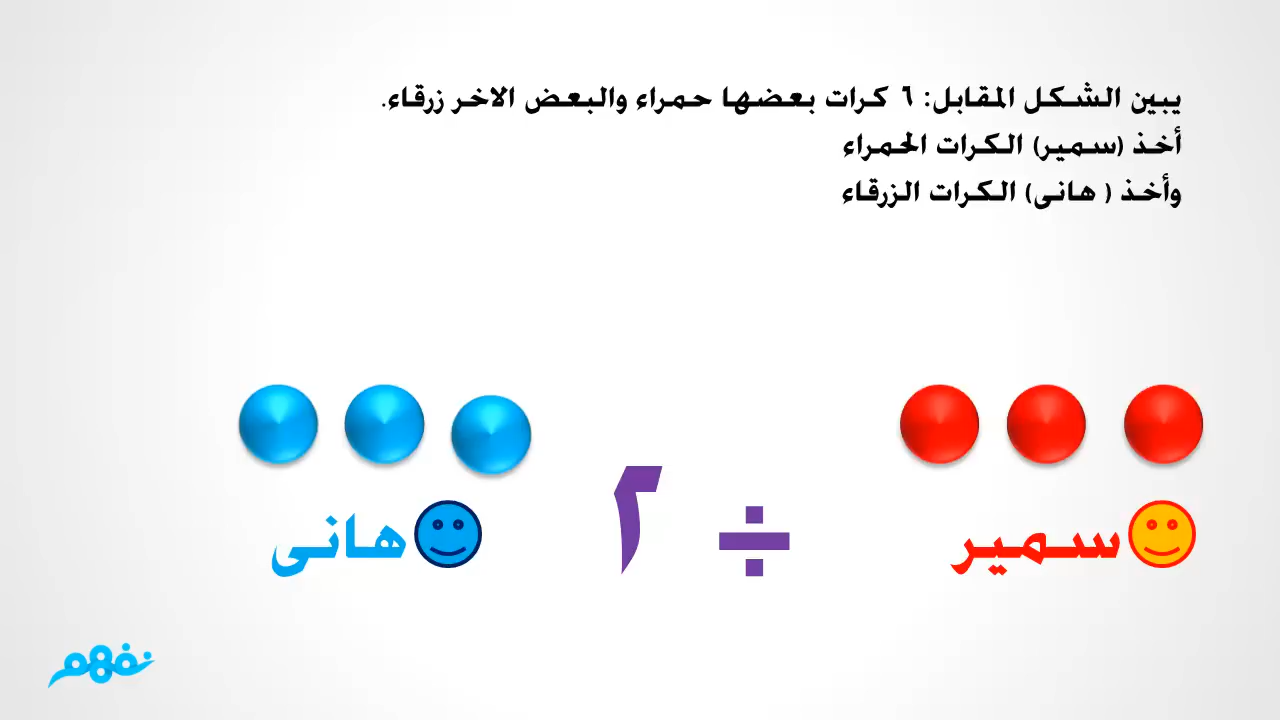 يبين الشكل المقابل: ٦ كرات بعضها حمراء والبعض الاخر زرقاء.
أخذ (سمير) الكرات الحمراء
وأخذ ( هانى) الكرات الزرقاء
÷ ٢
سمير
هانى
نفهم